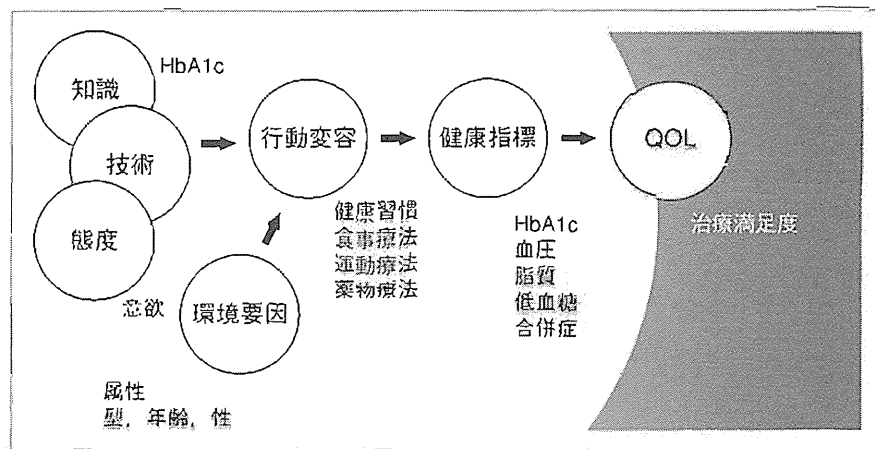 知識
HbA1c
技術
態度
意欲
環境要因
属性
型，年齢，性
行動変容
健康習慣
食事療法
運動療法
薬物療法
健康指標
HbA1c
血圧
脂質
低血糖
合併症
QOL
治療満足度